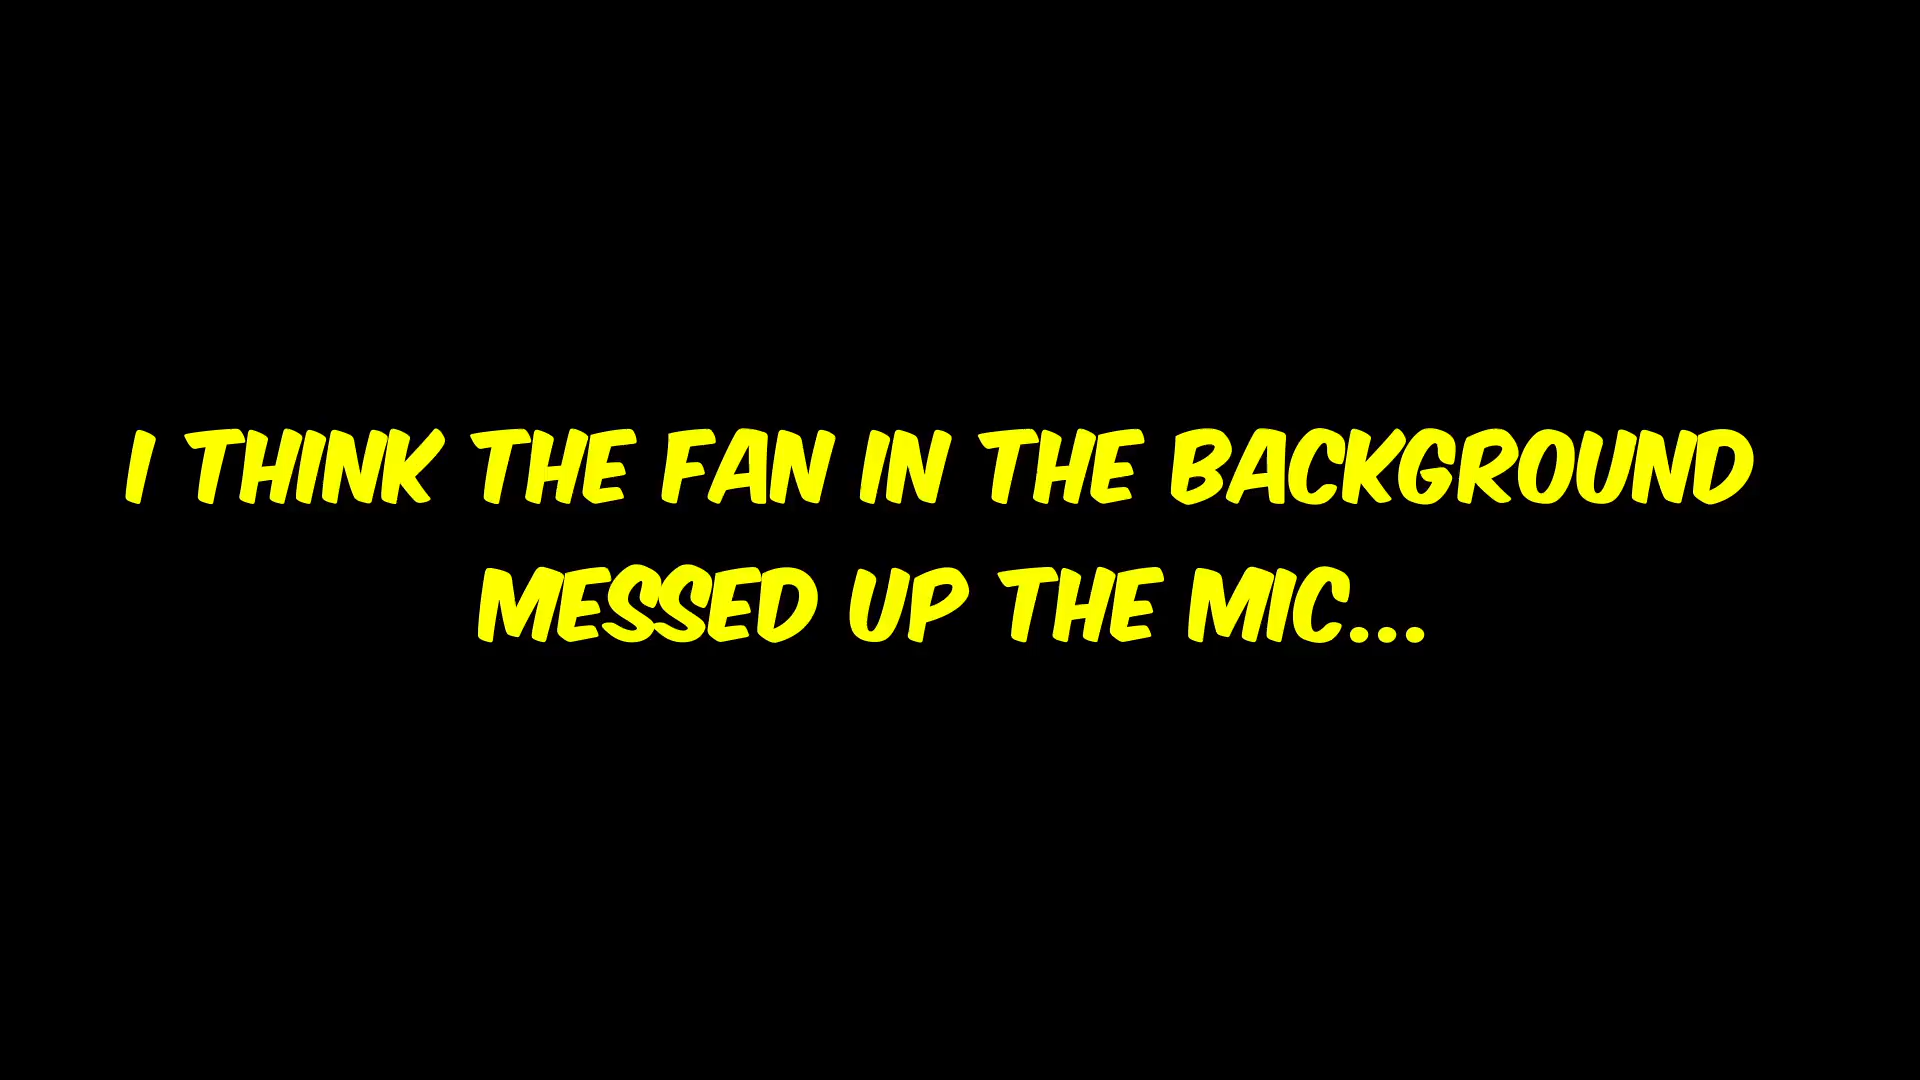 I THINK THE FAN IN THE BACKGROUND
MESSED UP THE MIC...